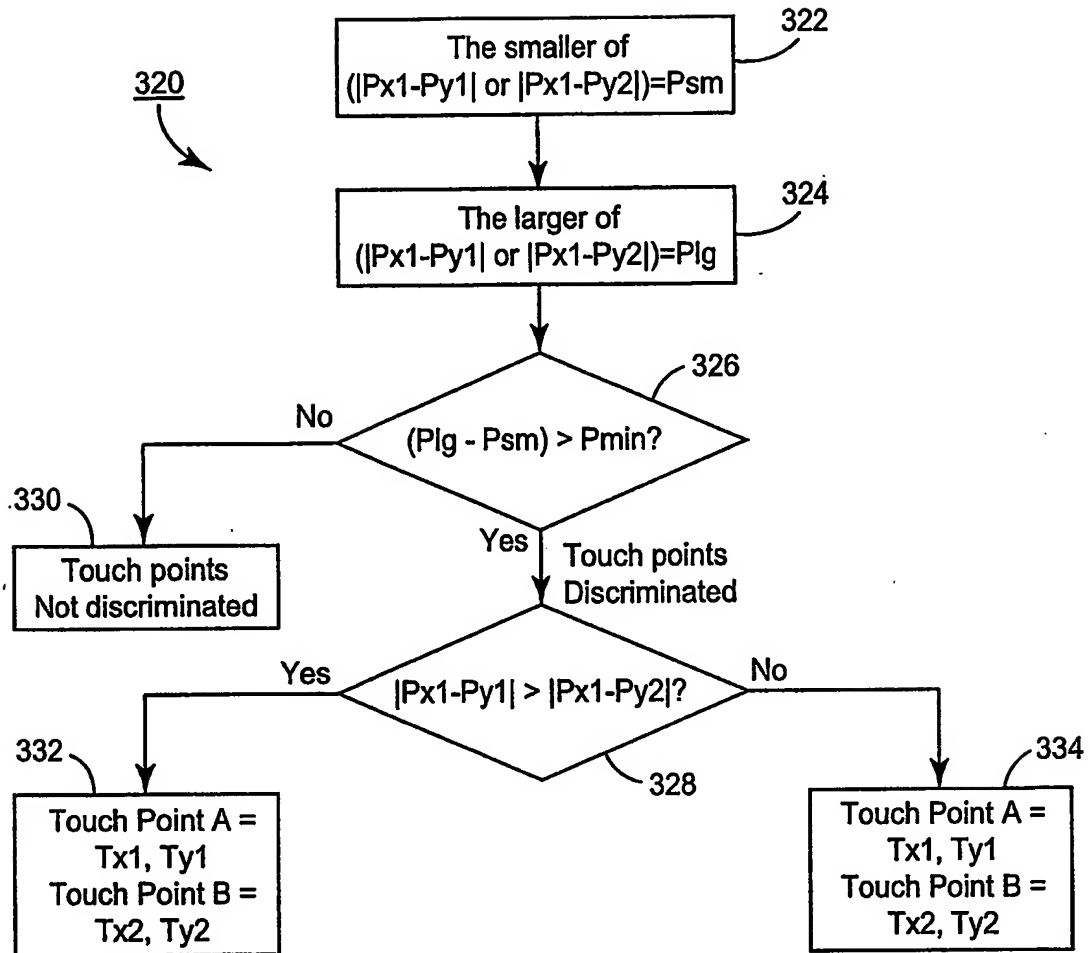 322
The smaller of
(|Px1-Py1| or |Px1-Py2|)=Psm
320
324
The larger of
(|Px1-Py1| or |Px1-Py2|)=Plg
326
No
(Plg - Psm) > Pmin?
330
Touch points
Not discriminated
Yes
Touch points
Discriminated
Yes
|Px1-Py1| > |Px1-Py2|?
No
328
332
Touch Point A =
Tx1, Ty1
Touch Point B =
Tx2, Ty2
334
Touch Point A =
Tx1, Ty1
Touch Point B =
Tx2, Ty2